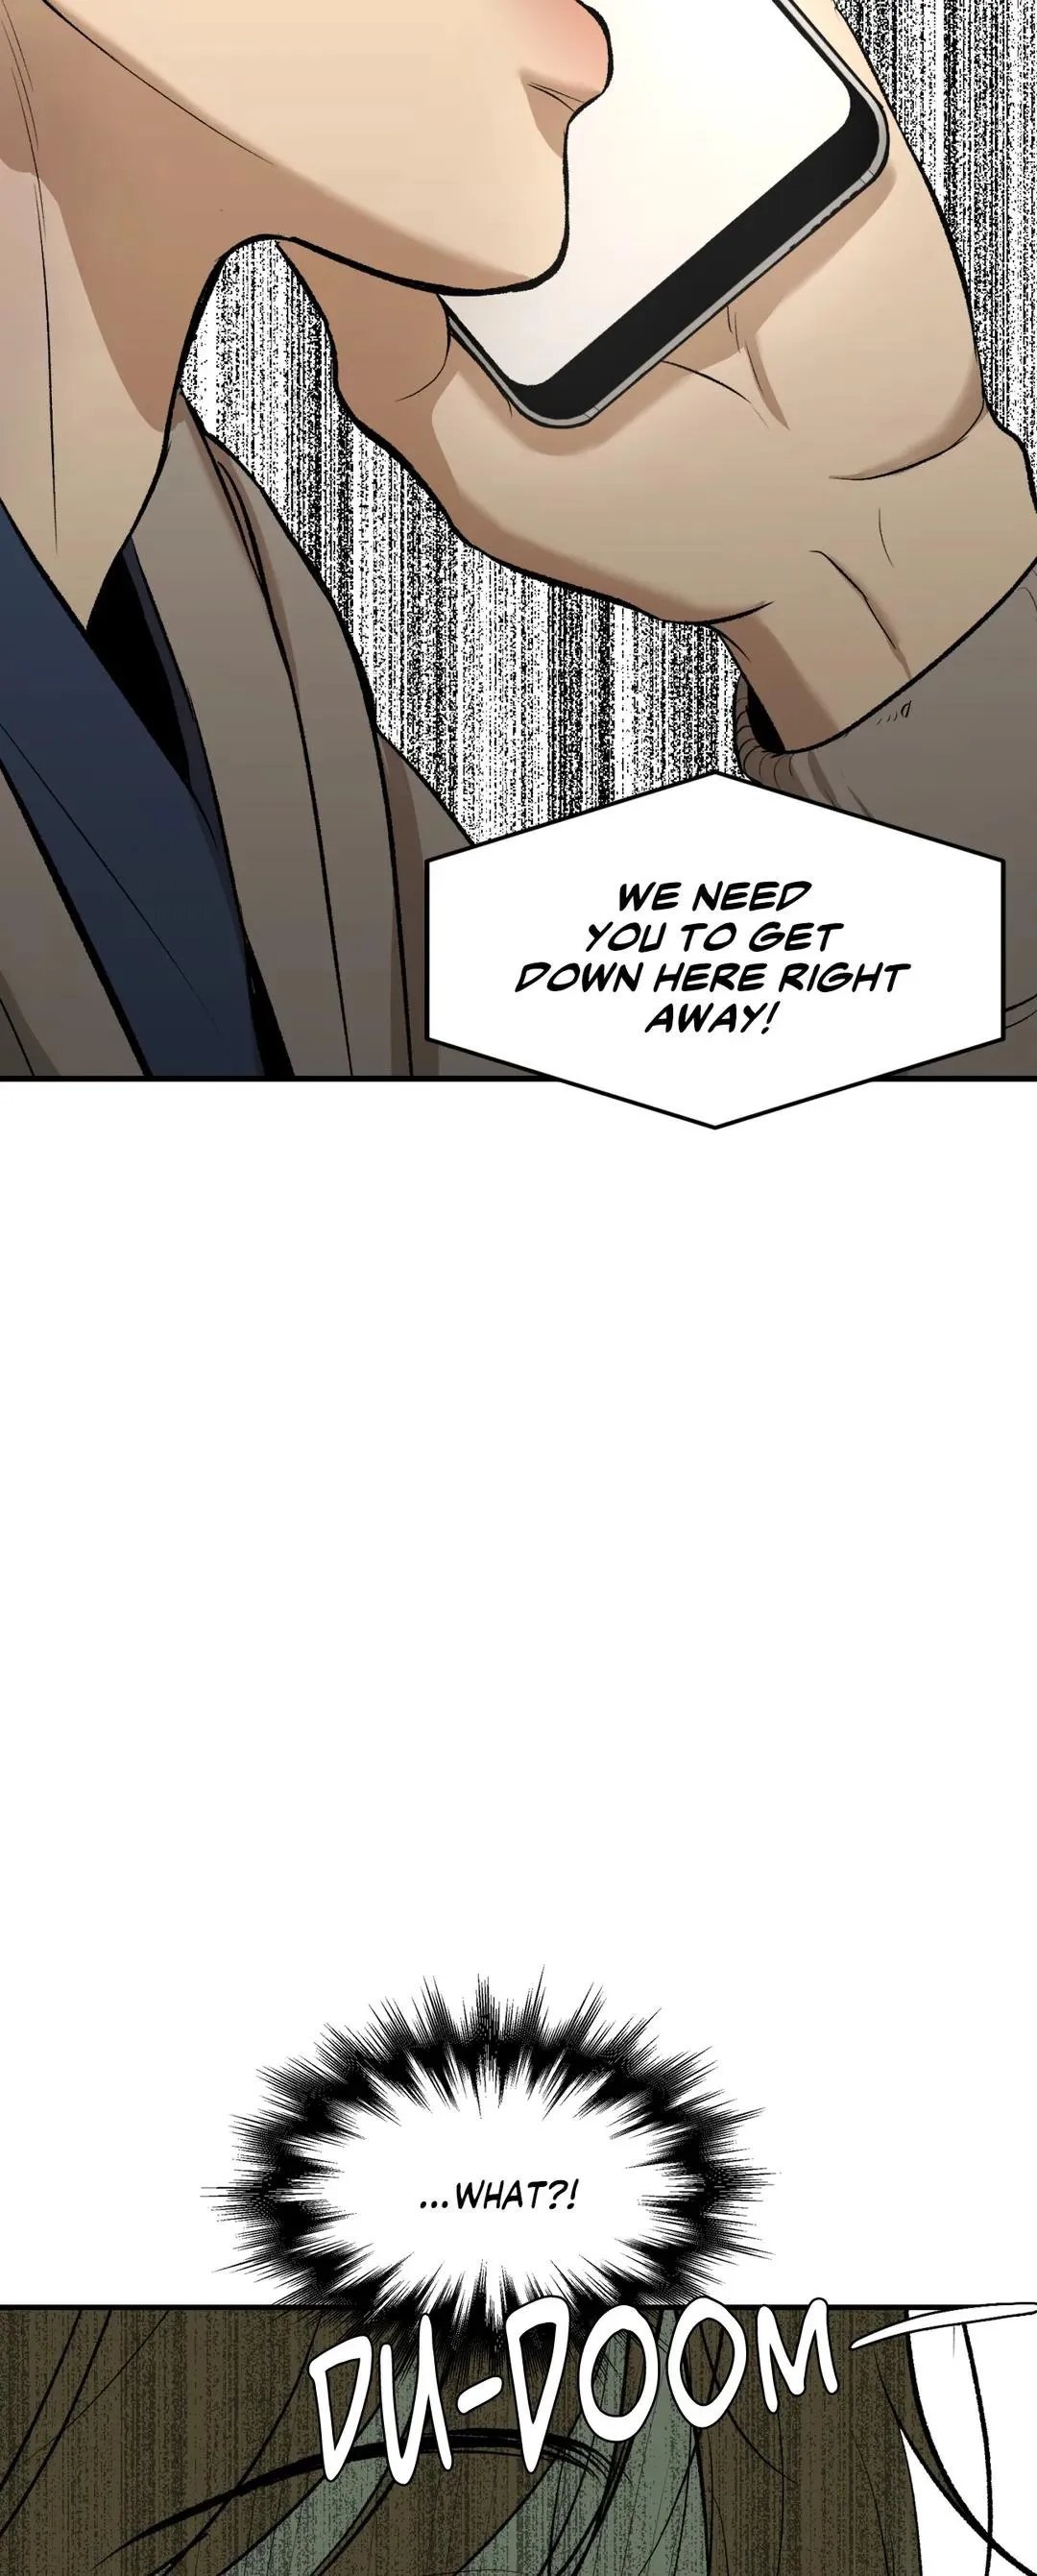 WE NEED
YOU TO GET
DOWN HERE RIGHT
AWAY!
...WHAT?!
DU-DOOM